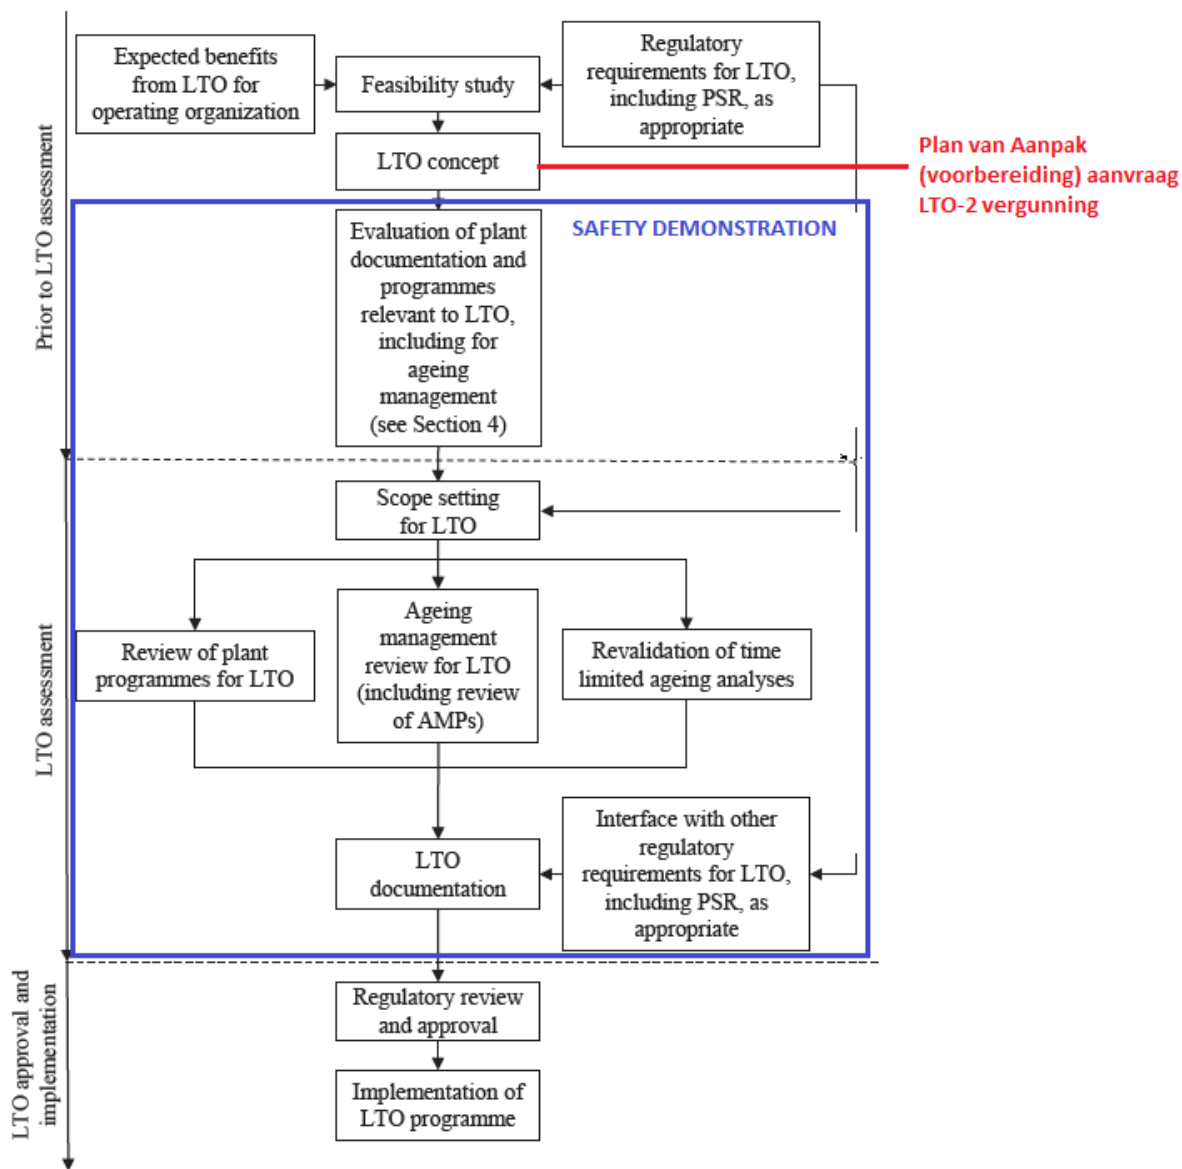 Expected benefits
from LTO for
operating organization
Feasibility study
Regulatory
requirements for LTO,
including PSR, as
appropriate
LTO concept
Plan van Aanpak
(voorbereiding) aanvraag
LTO-2 vergunning
Prior to LTO assessment
SAFETY DEMONSTRATION
Evaluation of plant
documentation and
programmes
relevant to LTO,
including for
ageing
management
(see Section 4)
LTO assessment
Scope setting
for LTO
Review of plant
programmes for LTO
Ageing
management
review for LTO
(including review
of AMPs)
Revalidation of time
limited ageing analyses
LTO
documentation
Interface with other
regulatory
requirements for LTO,
including PSR, as
appropriate
LTO approval and
implementation
Regulatory review
and approval
Implementation of
LTO programme